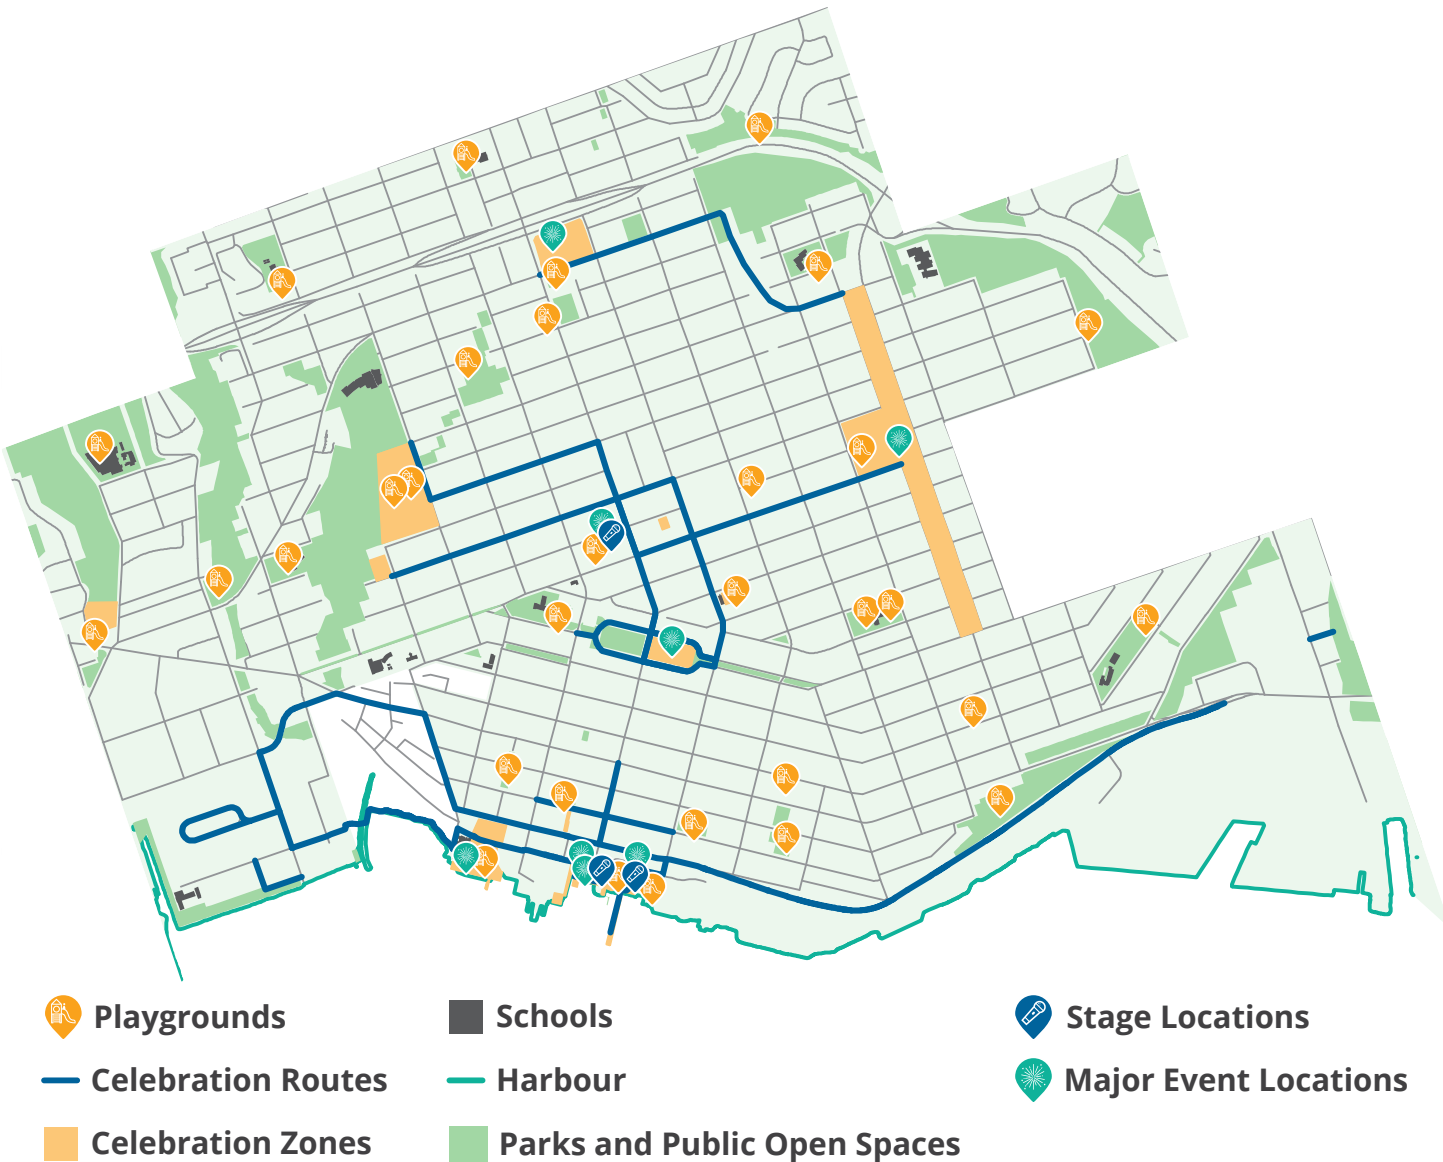 Playgrounds
Schools
Stage Locations
Celebration Routes
Harbour
Major Event Locations
Celebration Zones
Parks and Public Open Spaces